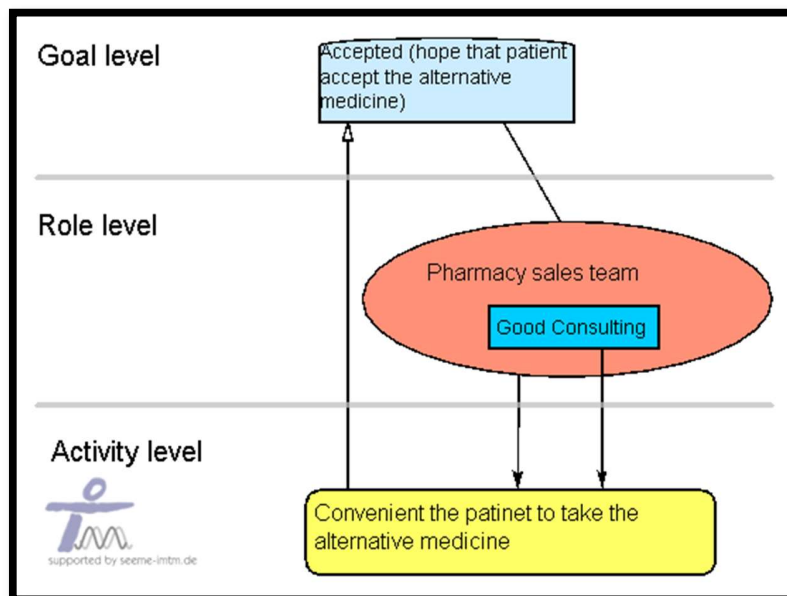 Goal level
Accepted (hope that patient
accept the alternative
medicine)
Role level
Pharmacy sales team
Good Consulting
Activity level
Convenient the patinet to take the
alternative medicine
supported by seeme-imtm.de